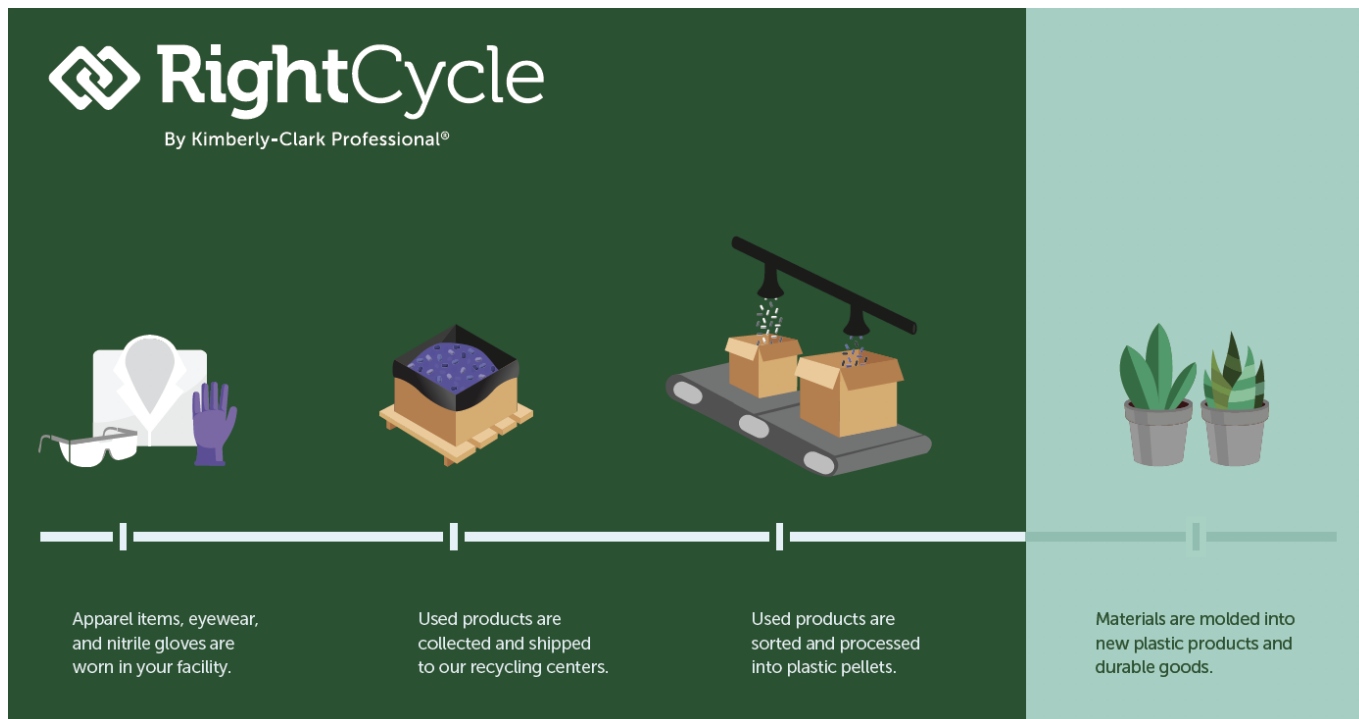 RightCycle
By Kimberly-Clark Professional®
Apparel items, eyewear,
and nitrile gloves are
worn in your facility.
Used products are
collected and shipped
to our recycling centers.
Used products are
sorted and processed
into plastic pellets.
Materials are molded into
new plastic products and
durable goods.